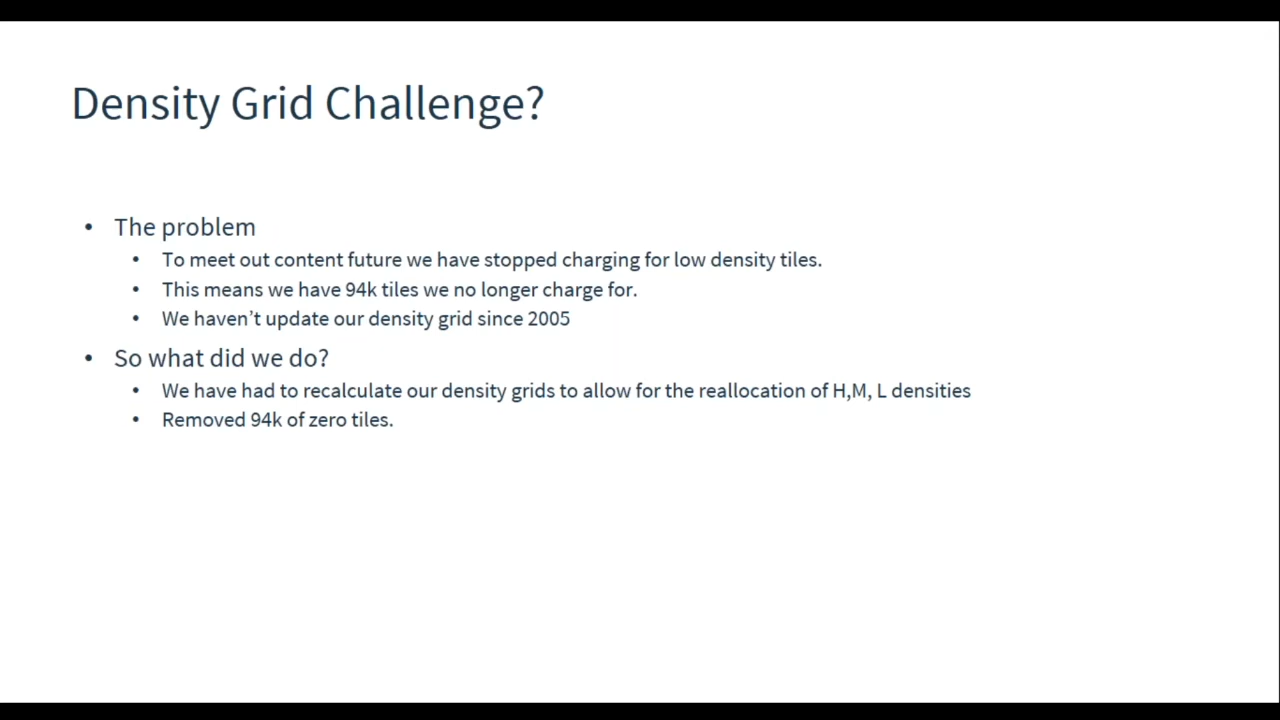 Density Grid Challenge?
• The problem
• To meet out content future we have stopped charging for low density tiles.
• This means we have 94k tiles we no longer charge for.
• We haven't update our density grid since 2005
• So what did we do?
• We have had to recalculate our density grids to allow for the reallocation of H,M, L densities
• Removed 94k of zero tiles.